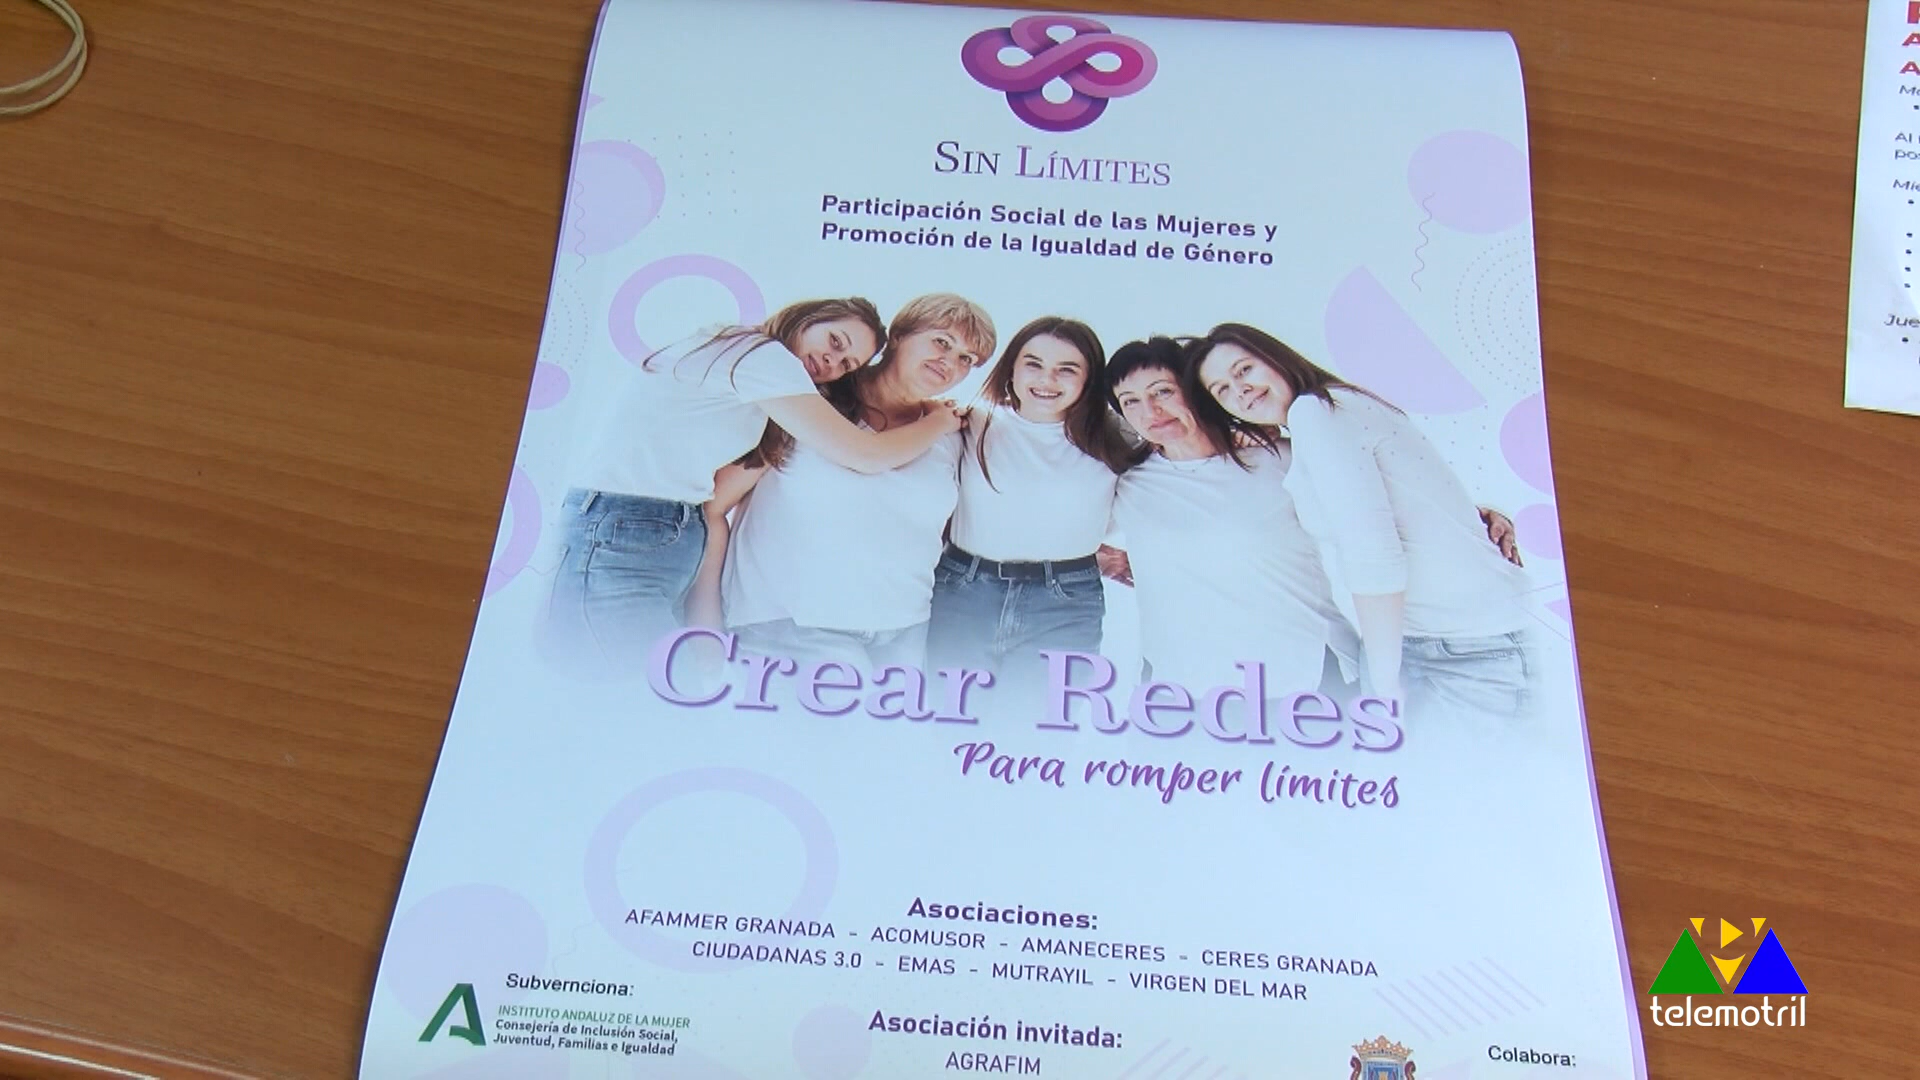 SIN LÍMITES
Participación Social de las Mujeres y
Promoción de la Igualdad de Género
Crear Redes
Para romper límites
Asociaciones:
AFAMMER GRANADA - ACOMUSOR - AMANECERES - CERES GRANADA
CIUDADANAS 3.0 - EMAS - MUTRAYIL - VIRGEN DEL MAR
Subvernciona:
INSTITUTO ANDALUZ DE LA MUJER
Consejería de Inclusión Social,
Juventud, Familias e Igualdad
Asociación invitada:
AGRAFIM
Colabora:
telemotril